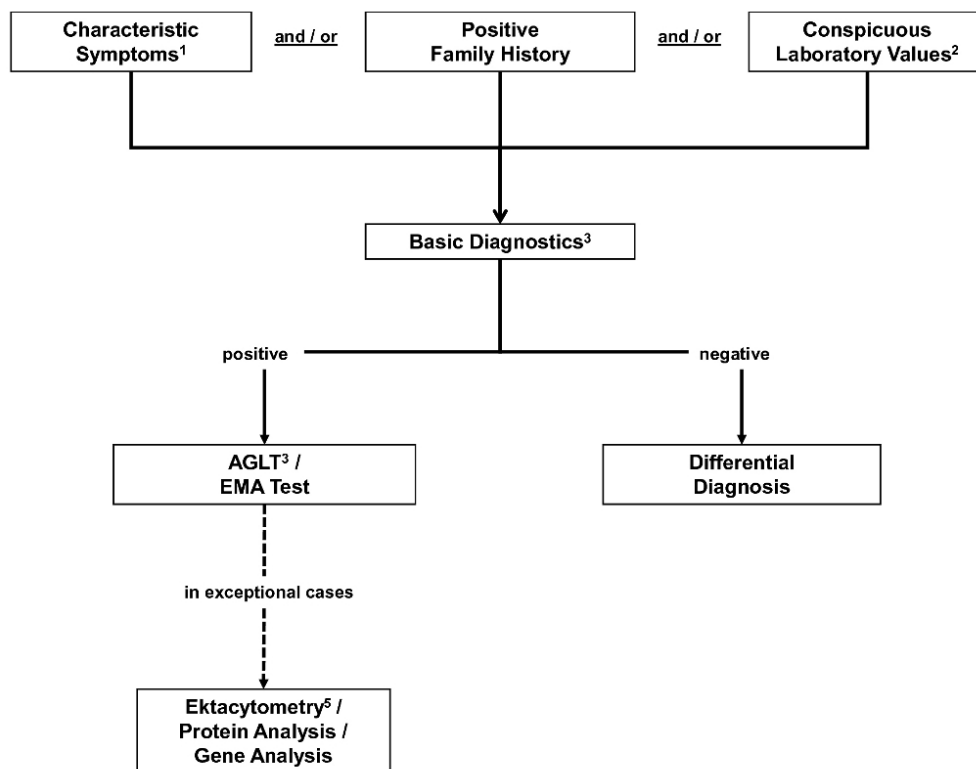 Characteristic
Symptoms¹
and / or
Positive
Family History
and / or
Conspicuous
Laboratory Values²
Basic Diagnostics³
positive
negative
AGLT³ /
EMA Test
Differential
Diagnosis
in exceptional cases
Ektacytometry⁵ /
Protein Analysis /
Gene Analysis